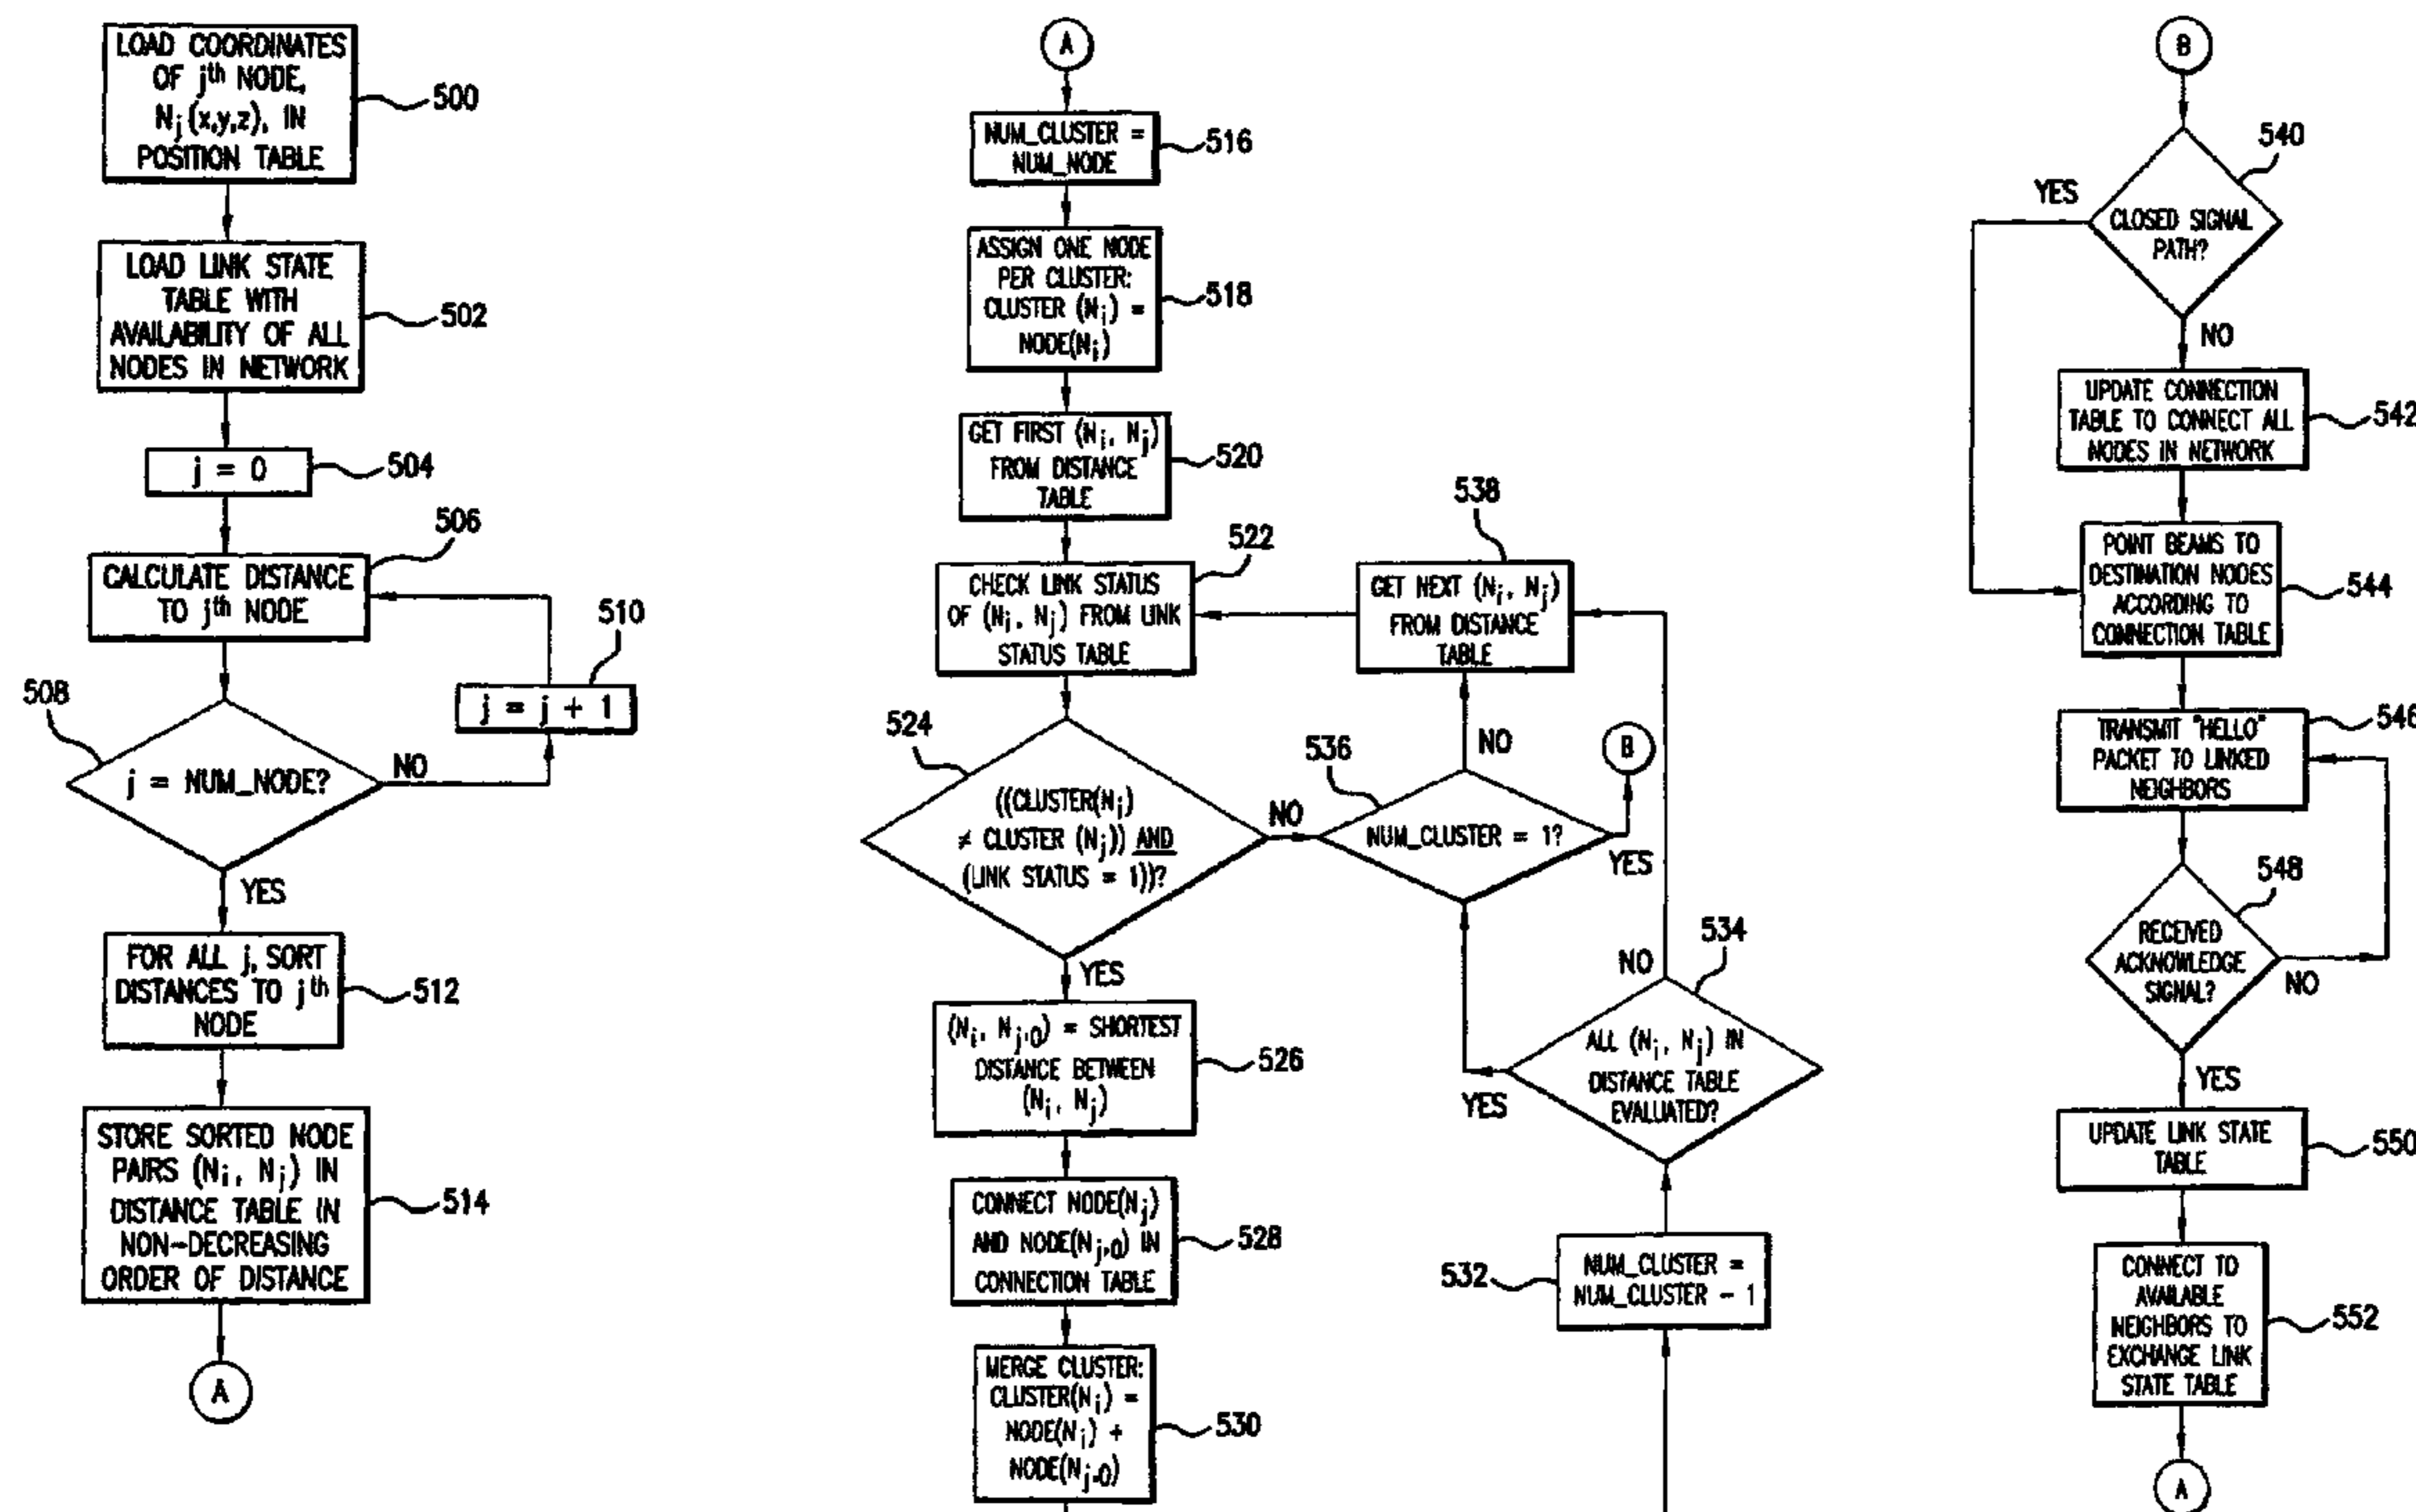 LOAD COORDINATES
OF jth NODE,
Nj(x,y,z), IN
POSITION TABLE
500
LOAD LINK STATE
TABLE WITH
AVAILABILITY OF ALL
NODES IN NETWORK
502
j = 0
504
506
CALCULATE DISTANCE
TO jth NODE
510
j = j + 1
508
j = NUM_NODE?
NO
YES
FOR ALL j, SORT
DISTANCES TO jth
NODE
512
STORE SORTED NODE
PAIRS (Ni, Nj) IN
DISTANCE TABLE IN
NON-DECREASING
ORDER OF DISTANCE
514
A
A
NUM_CLUSTER =
NUM_NODE
516
ASSIGN ONE NODE
PER CLUSTER:
CLUSTER (Ni) =
NODE(Ni)
518
GET FIRST (Ni, Nj)
FROM DISTANCE
TABLE
520
522
CHECK LINK STATUS
OF (Ni, Nj) FROM LINK
STATUS TABLE
538
GET NEXT (Ni, Nj)
FROM DISTANCE
TABLE
524
((CLUSTER(Ni)
≠ CLUSTER (Nj)) AND
(LINK STATUS = 1))?
NO
536
NUM_CLUSTER = 1?
NO
YES
B
YES
(Ni, Nj,0) = SHORTEST
DISTANCE BETWEEN
(Ni, Nj)
526
CONNECT NODE(Nj)
AND NODE(Nj,0) IN
CONNECTION TABLE
528
MERGE CLUSTER:
CLUSTER(Ni) =
NODE(Ni) +
NODE(Nj,0)
530
532
NUM_CLUSTER =
NUM_CLUSTER - 1
534
ALL (Ni, Nj) IN
DISTANCE TABLE
EVALUATED?
NO
YES
B
540
CLOSED SIGNAL
PATH?
YES
NO
UPDATE CONNECTION
TABLE TO CONNECT ALL
NODES IN NETWORK
542
POINT BEAMS TO
DESTINATION NODES
ACCORDING TO
CONNECTION TABLE
544
TRANSMIT "HELLO"
PACKET TO LINKED
NEIGHBORS
546
548
RECEIVED
ACKNOWLEDGE
SIGNAL?
NO
YES
UPDATE LINK STATE
TABLE
550
CONNECT TO
AVAILABLE
NEIGHBORS TO
EXCHANGE LINK
STATE TABLE
552
A